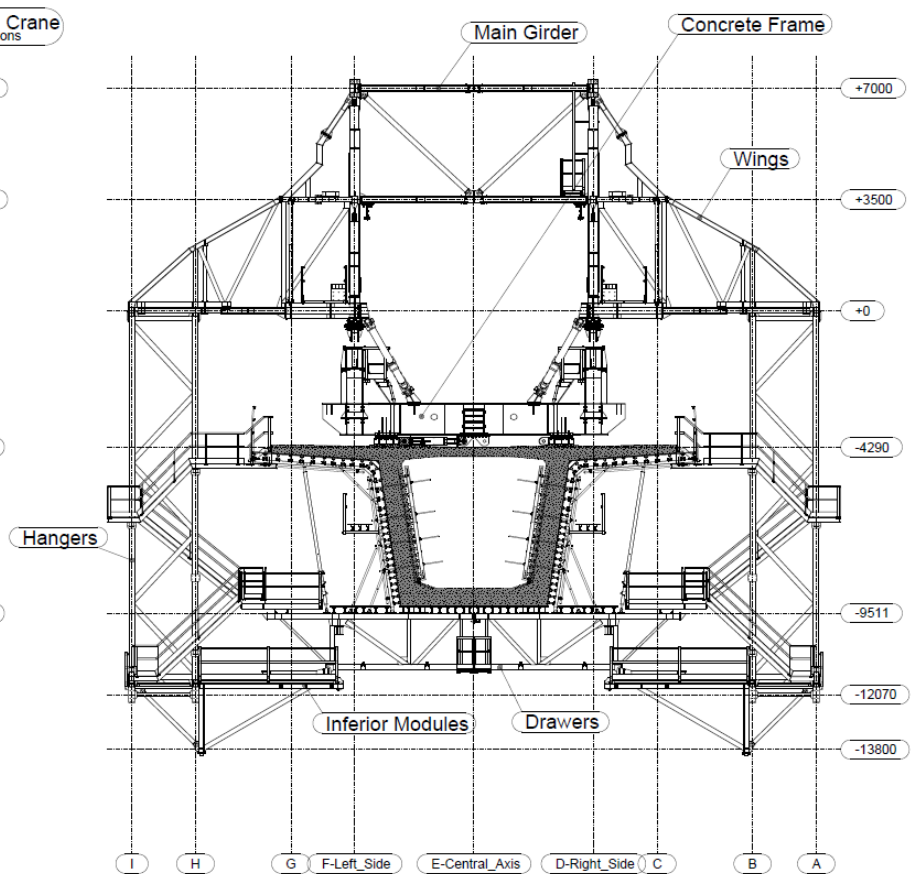 Crane
ons
Main Girder
Concrete Frame
+7000
Wings
+3500
+0
-4290
Hangers
-9511
-12070
Inferior Modules
Drawers
-13800
I
H
G
F-Left_Side
E-Central_Axis
D-Right_Side
C
B
A